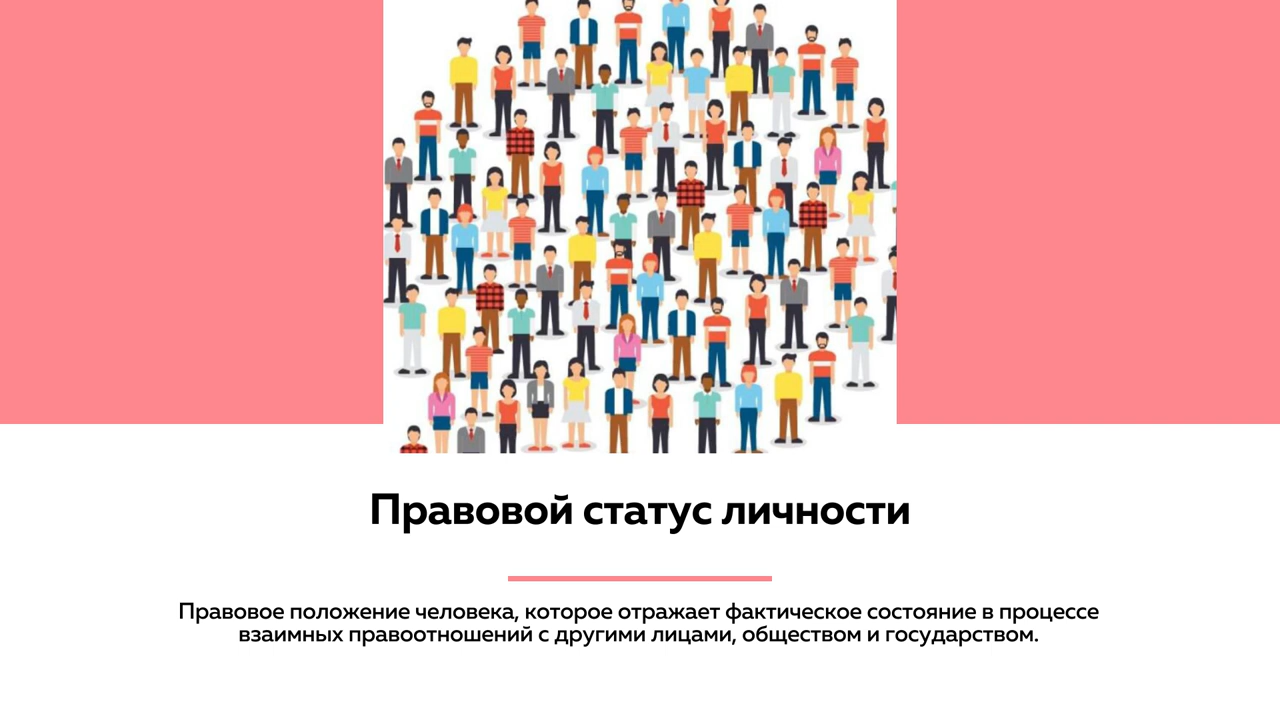 Правовой статус личности
Правовое положение человека, которое отражает фактическое состояние в процессе
взаимных правоотношений с другими лицами, обществом и государством.